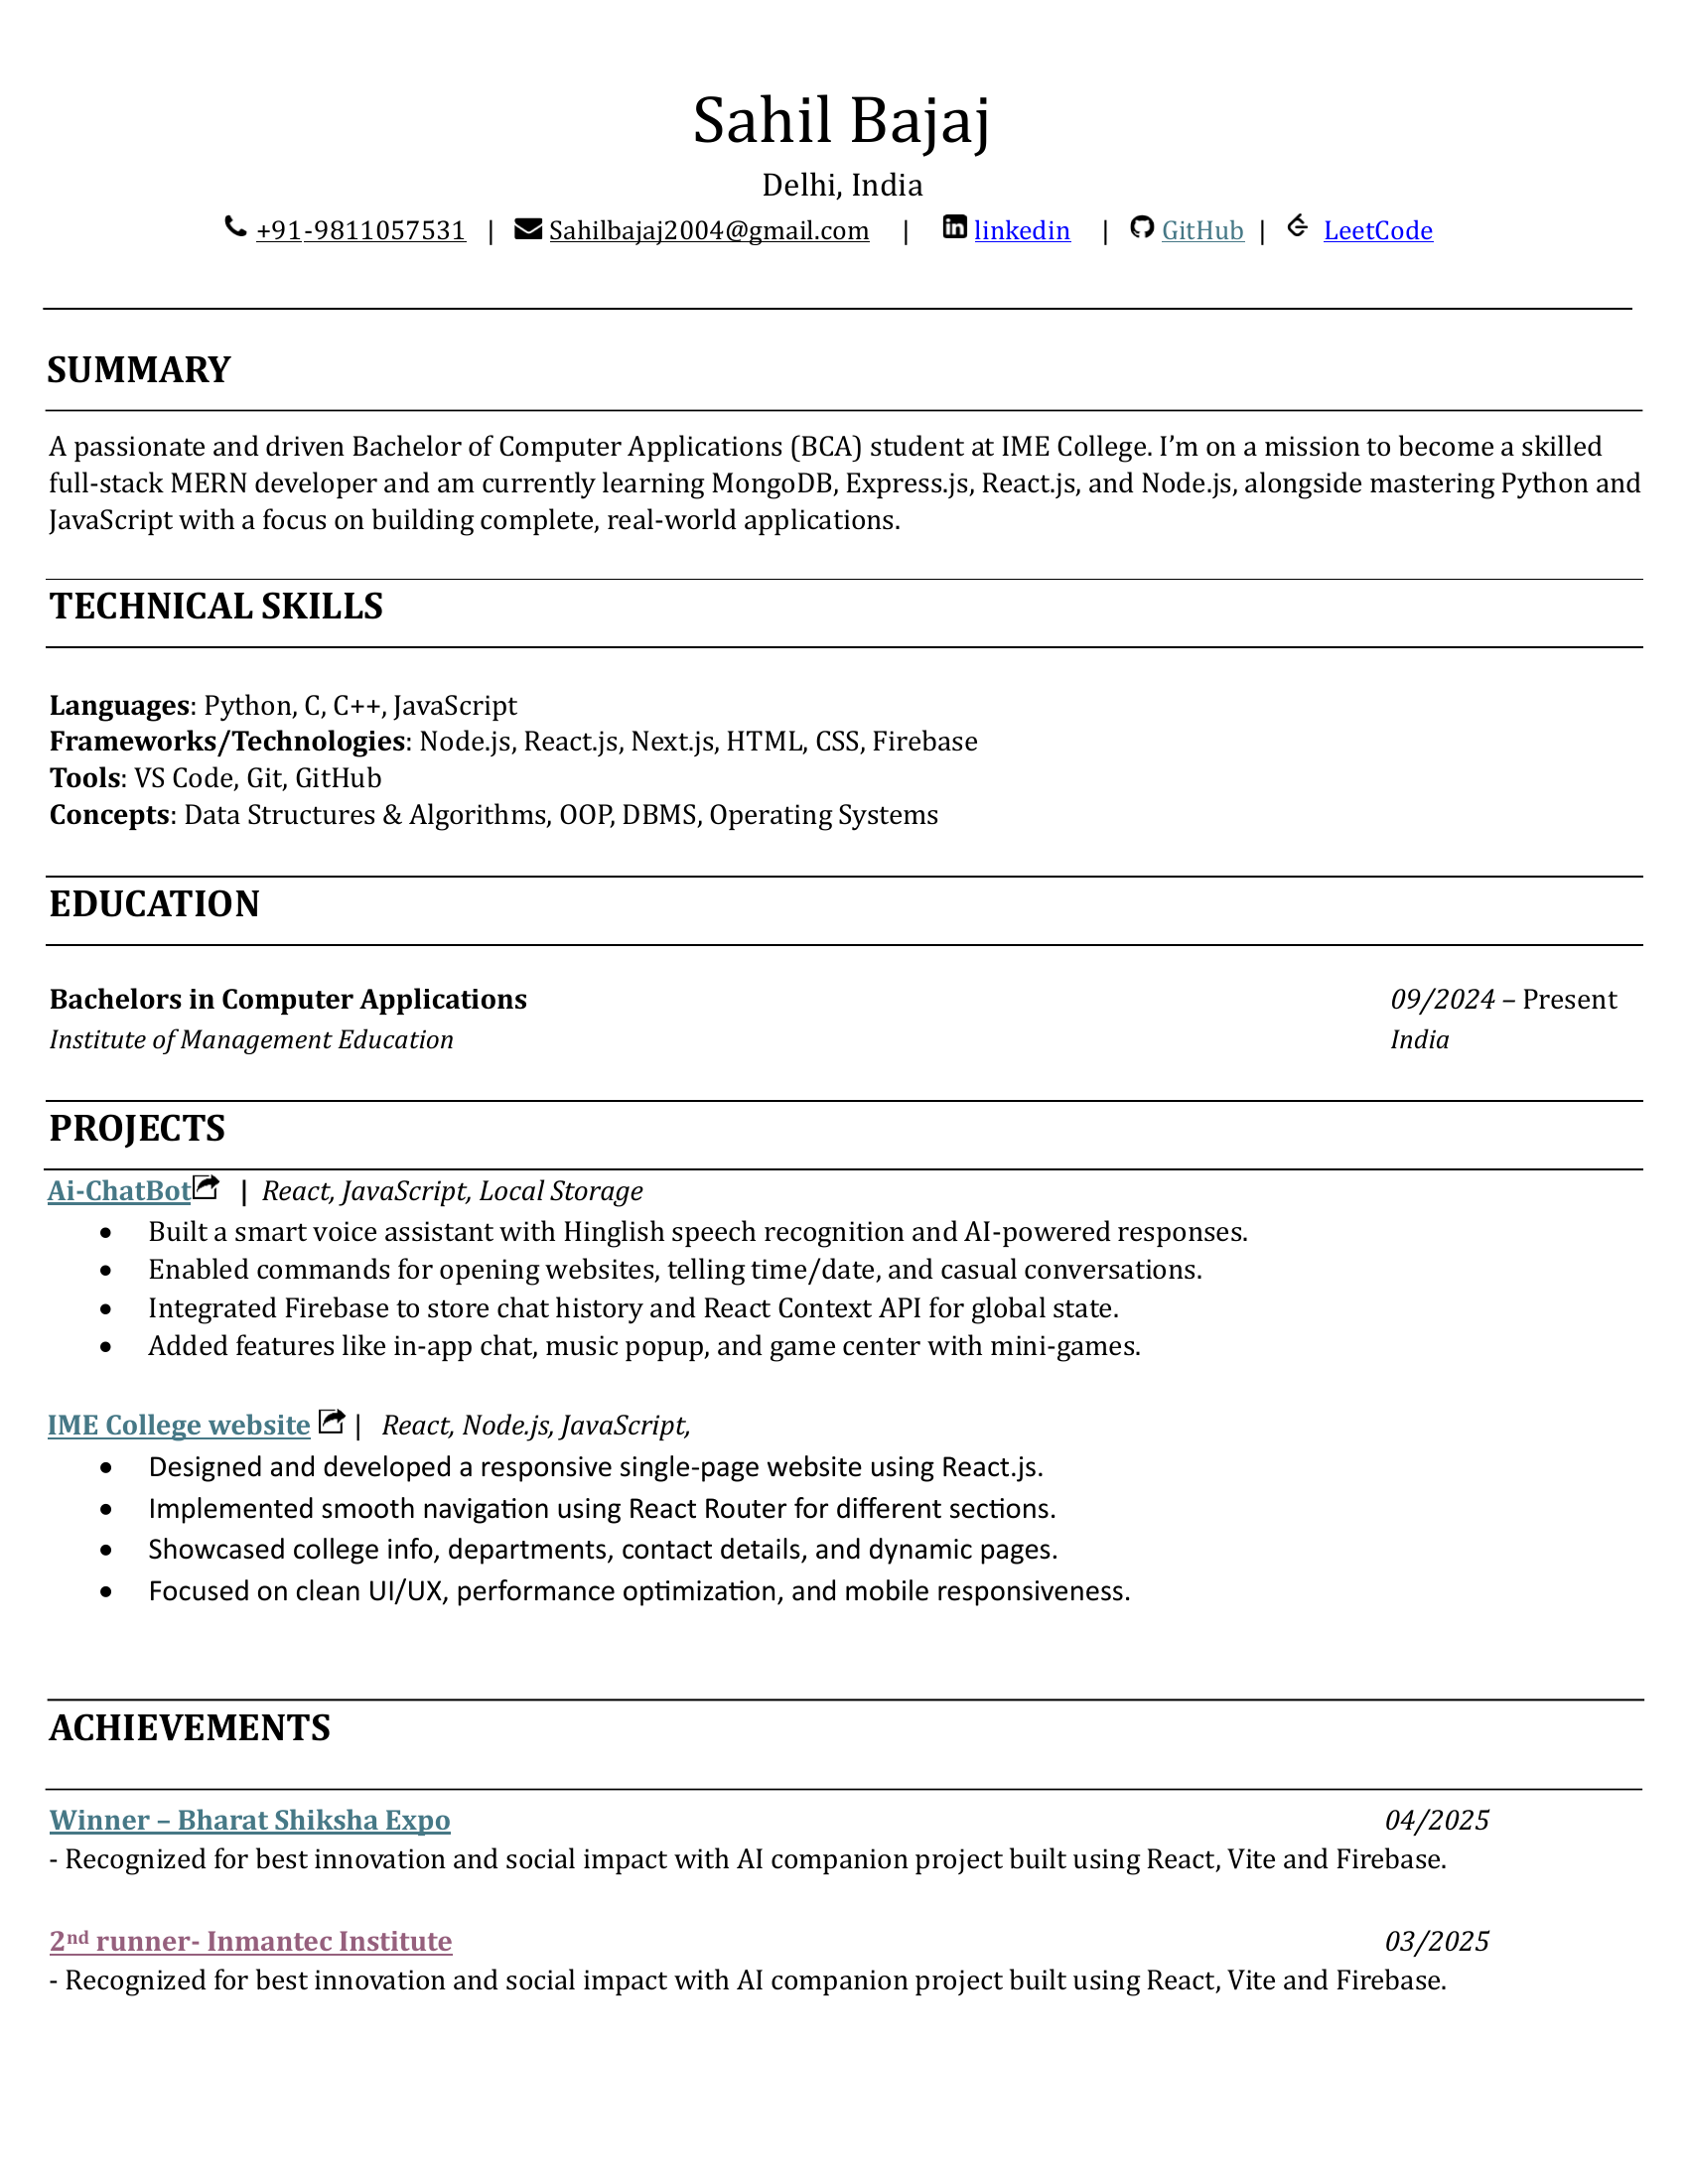 Sahil Bajaj
Delhi, India
+91-9811057531 | Sahilbajaj2004@gmail.com | linkedin | GitHub | LeetCode
SUMMARY
A passionate and driven Bachelor of Computer Applications (BCA) student at IME College. I’m on a mission to become a skilled
full-stack MERN developer and am currently learning MongoDB, Express.js, React.js, and Node.js, alongside mastering Python and
JavaScript with a focus on building complete, real-world applications.
TECHNICAL SKILLS
Languages: Python, C, C++, JavaScript
Frameworks/Technologies: Node.js, React.js, Next.js, HTML, CSS, Firebase
Tools: VS Code, Git, GitHub
Concepts: Data Structures & Algorithms, OOP, DBMS, Operating Systems
EDUCATION
Bachelors in Computer Applications 09/2024 – Present
Institute of Management Education India
PROJECTS
Ai-ChatBot | React, JavaScript, Local Storage
• Built a smart voice assistant with Hinglish speech recognition and AI-powered responses.
• Enabled commands for opening websites, telling time/date, and casual conversations.
• Integrated Firebase to store chat history and React Context API for global state.
• Added features like in-app chat, music popup, and game center with mini-games.
IME College website | React, Node.js, JavaScript,
• Designed and developed a responsive single-page website using React.js.
• Implemented smooth navigation using React Router for different sections.
• Showcased college info, departments, contact details, and dynamic pages.
• Focused on clean UI/UX, performance optimization, and mobile responsiveness.
ACHIEVEMENTS
Winner – Bharat Shiksha Expo 04/2025
- Recognized for best innovation and social impact with AI companion project built using React, Vite and Firebase.
2nd runner- Inmantec Institute 03/2025
- Recognized for best innovation and social impact with AI companion project built using React, Vite and Firebase.